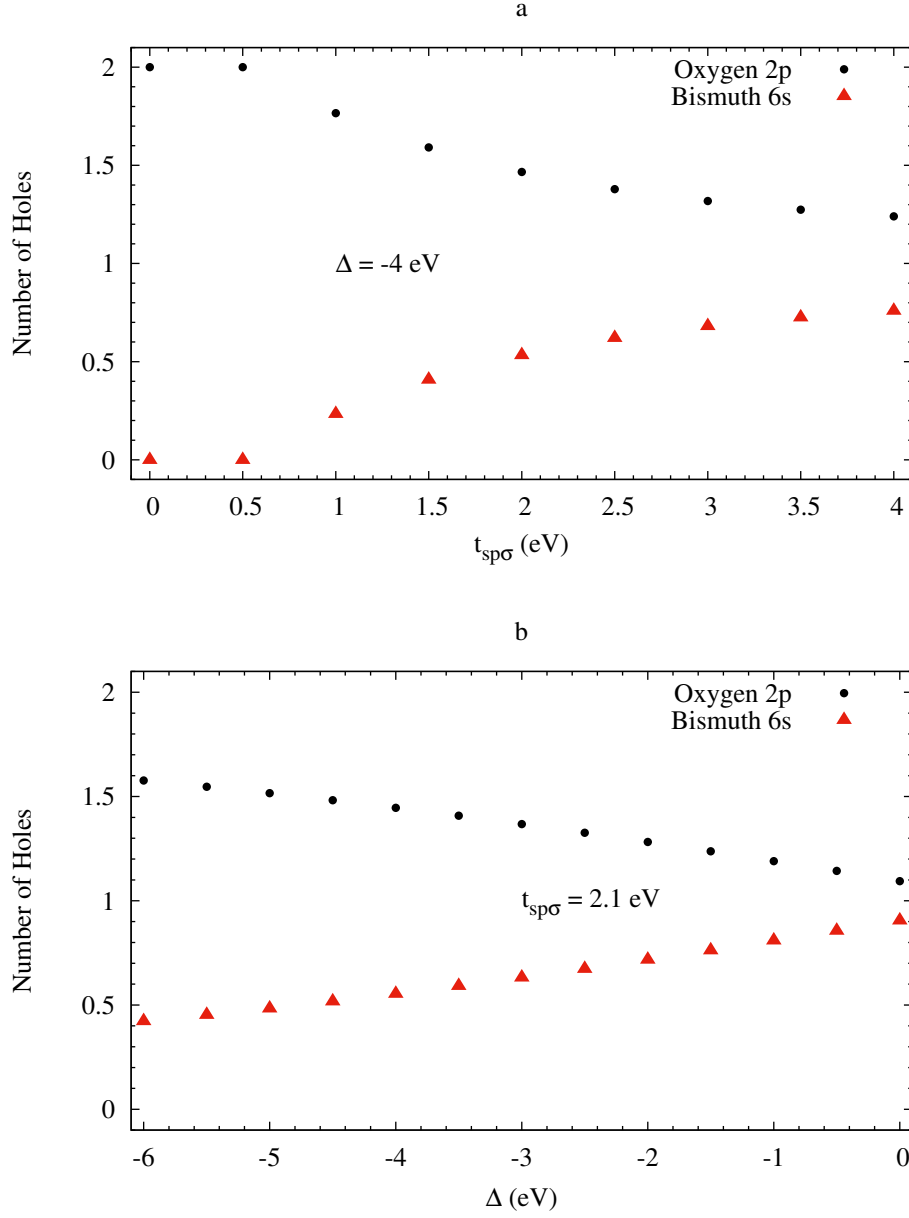 a
Oxygen 2p
Bismuth 6s
2
1.5
1
0.5
0
Number of Holes
Δ = -4 eV
0 0.5 1 1.5 2 2.5 3 3.5 4
tspσ (eV)
b
Oxygen 2p
Bismuth 6s
2
1.5
1
0.5
0
Number of Holes
tspσ = 2.1 eV
-6 -5 -4 -3 -2 -1 0
Δ (eV)